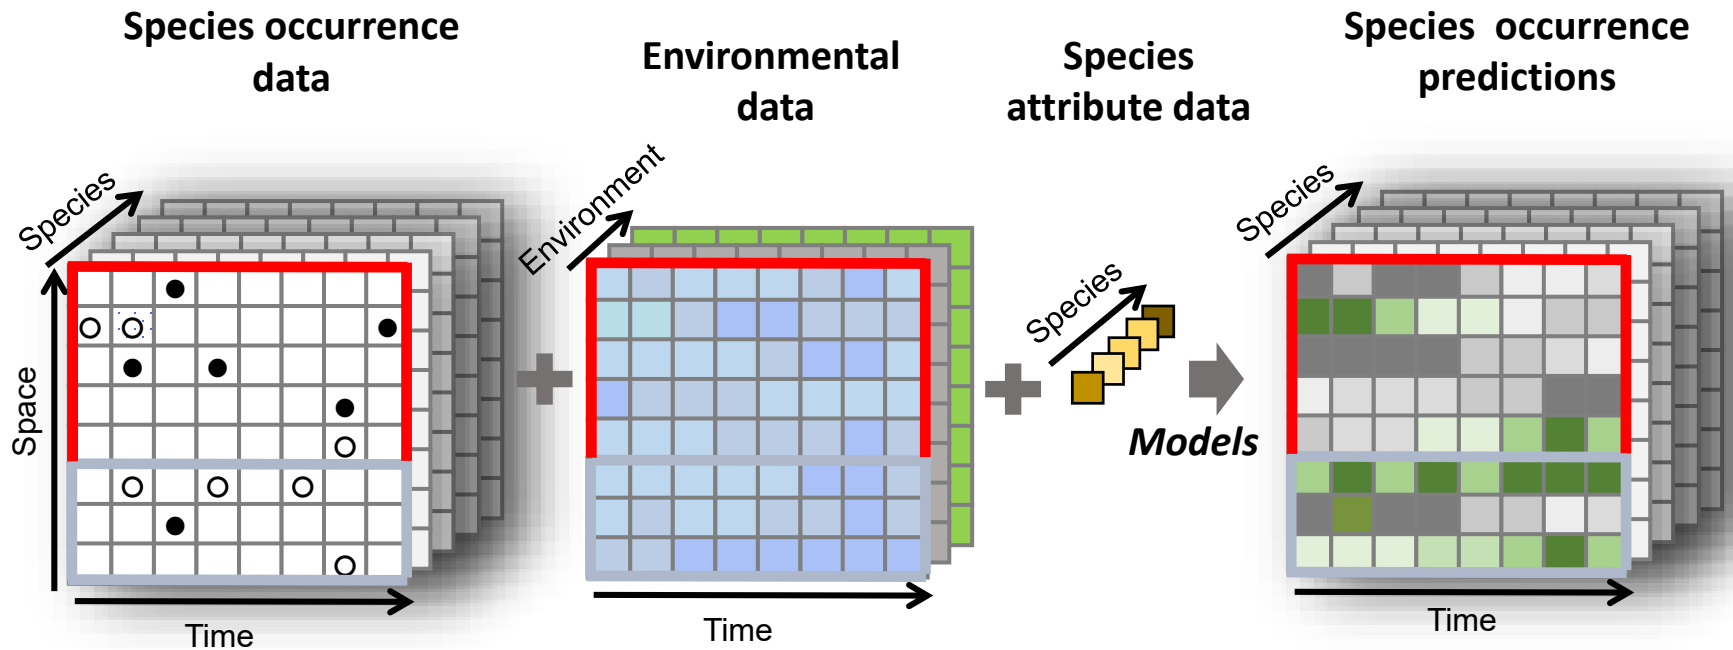 Species occurrence
data
Environmental
data
Species
attribute data
Species occurrence
predictions
Species
Space
Time
Environment
Time
Species
Models
Species
Time